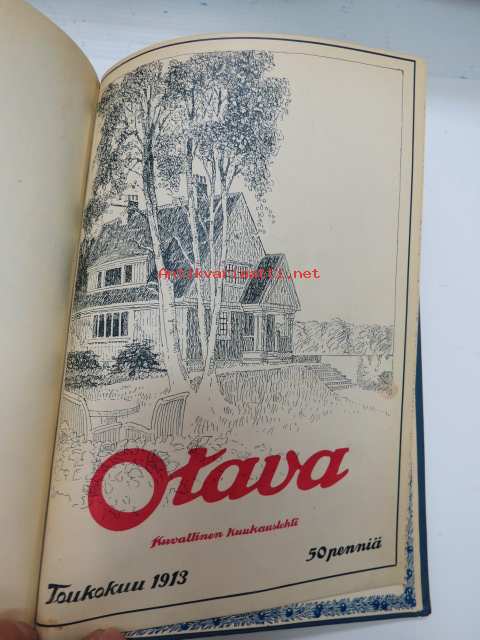 Antikvariaatti.net
Otava
Kuvallinen Kuukauslehti
50 penniä
Toukokuu 1913